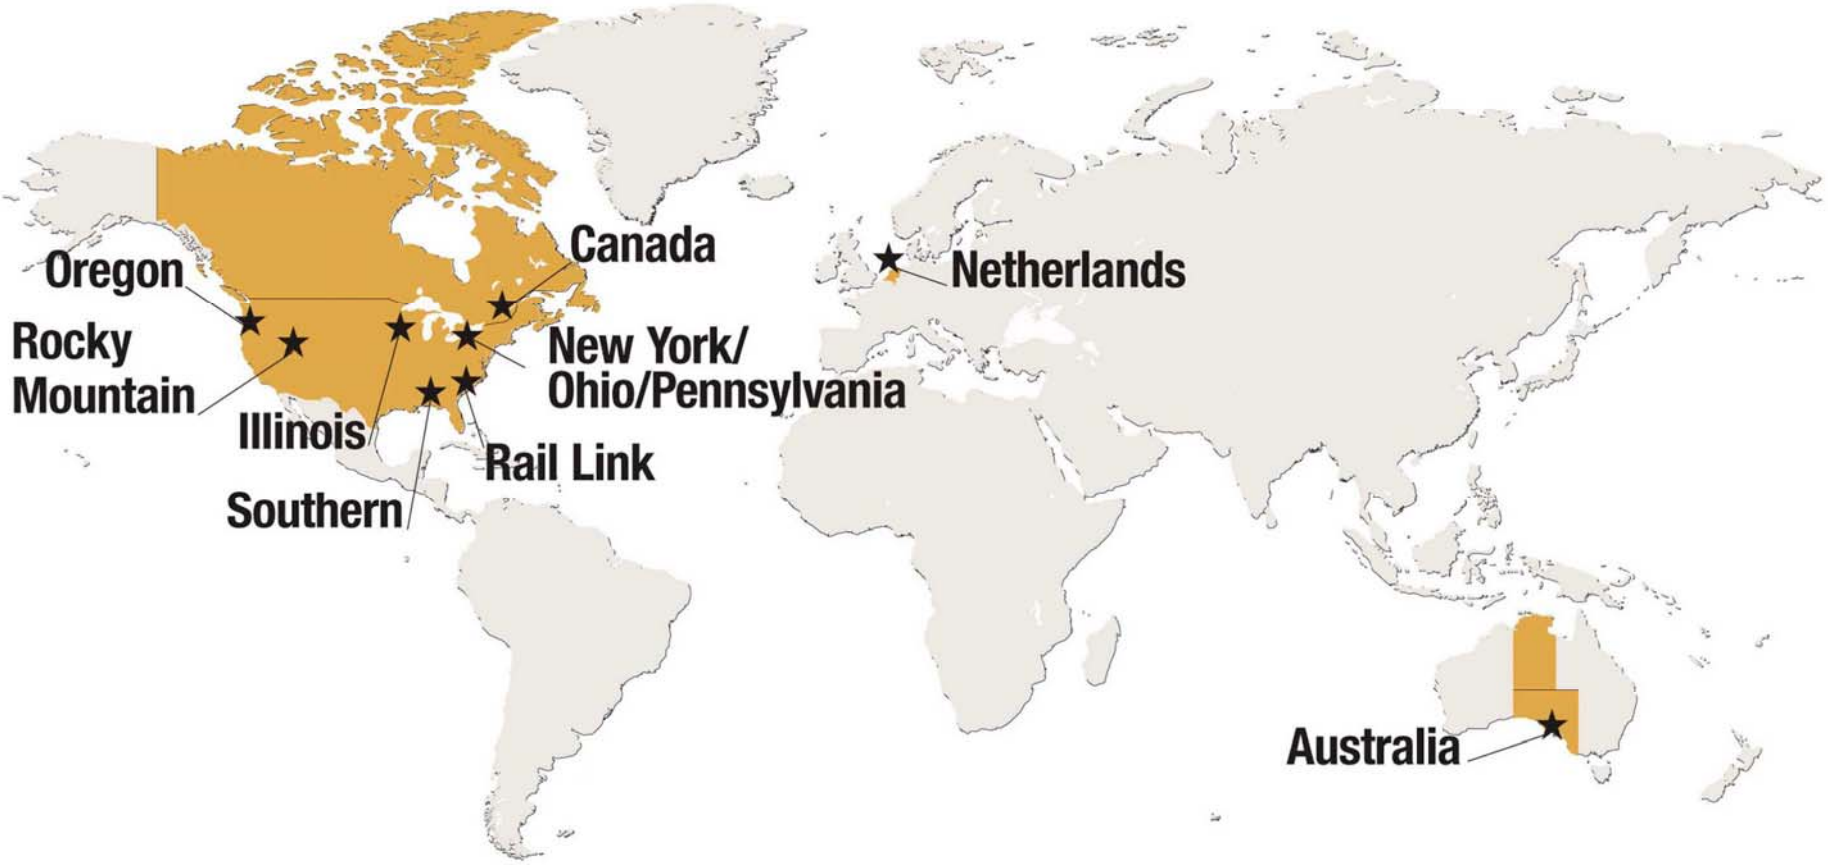 Canada
Oregon
Netherlands
Rocky
Mountain
New York/
Ohio/Pennsylvania
Illinois
Rail Link
Southern
Australia